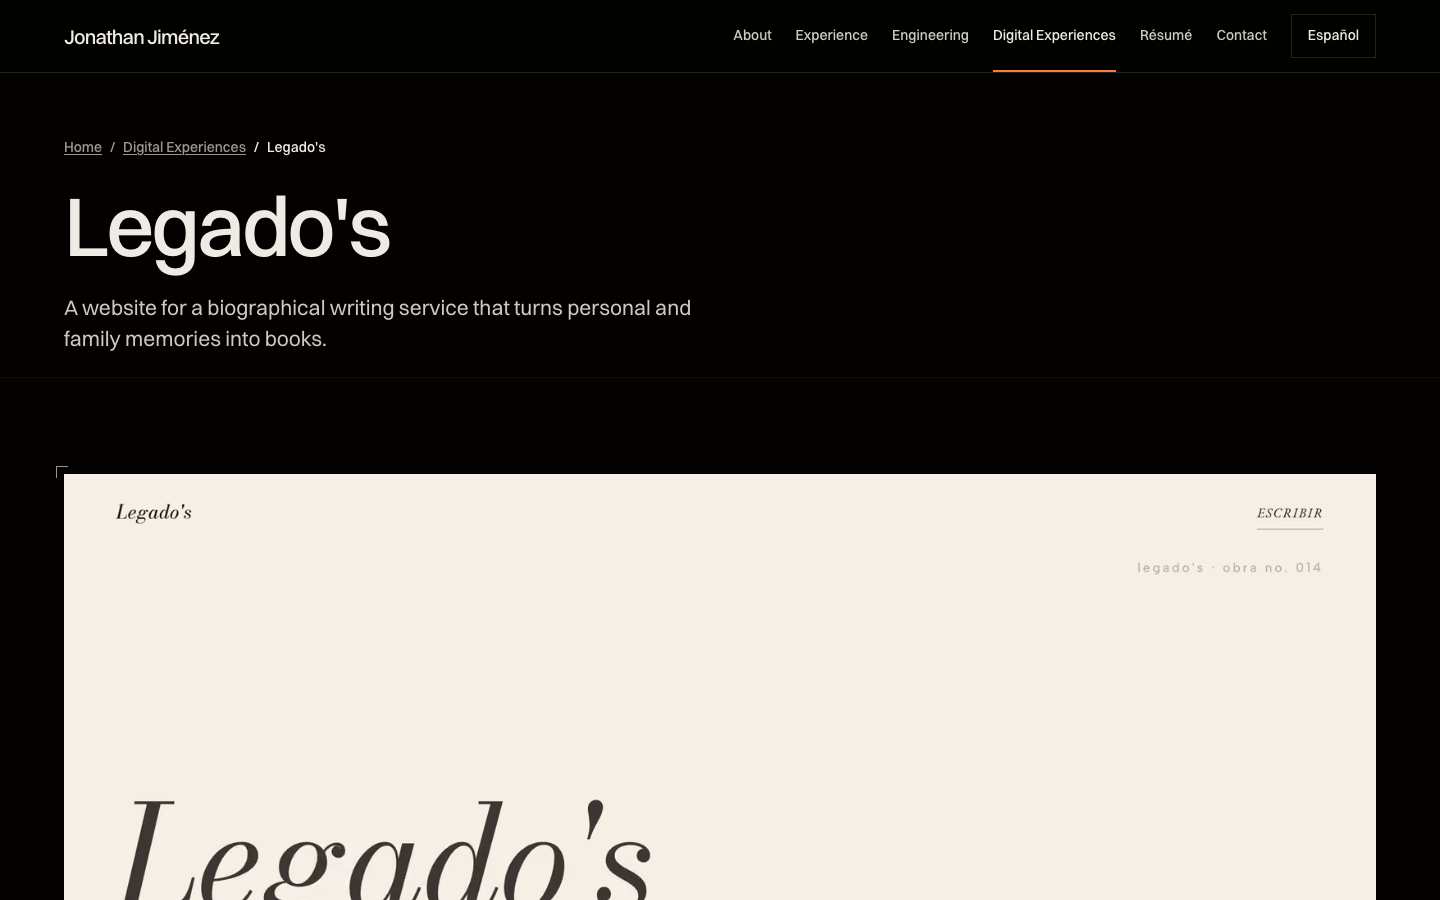 Jonathan Jiménez
About Experience Engineering Digital Experiences Résumé Contact Español
Home / Digital Experiences / Legado's
Legado's
A website for a biographical writing service that turns personal and
family memories into books.
Legado's
ESCRIBIR
legado's · obra no. 014
Legado's